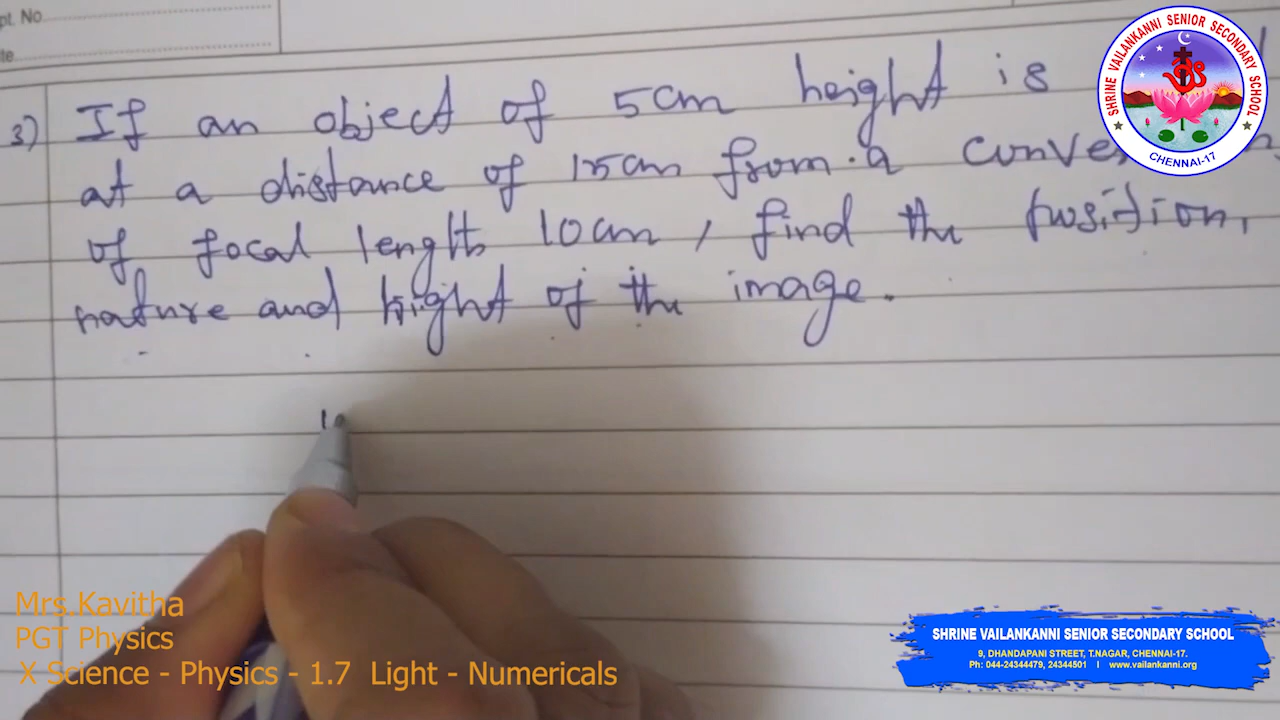 pt. No.
te.
3) If an object of 5cm height is
at a distance of 15cm from a
of focal length 10cm, find the position,
nature and hight of the image.
SHRINE VAILANKANNI SENIOR SECONDARY SCHOOL
CHENNAI-17
Mrs.Kavitha
PGT Physics
X Science - Physics - 1.7 Light - Numericals
SHRINE VAILANKANNI SENIOR SECONDARY SCHOOL
9, DHANDAPANI STREET, T.NAGAR, CHENNAI-17.
Ph: 044-24344479, 24344501 I www.vailankanni.org